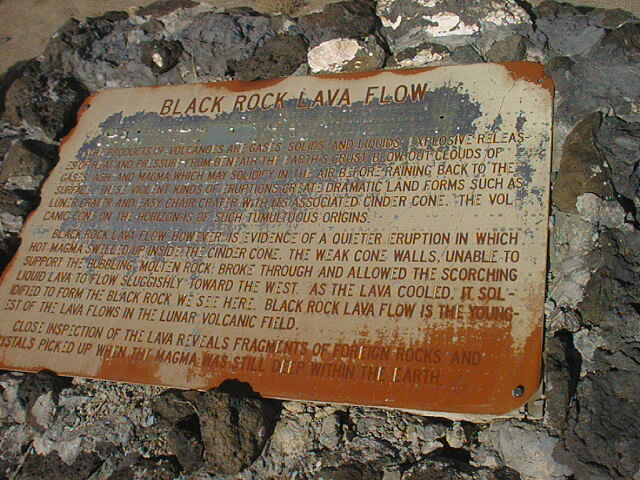 BLACK ROCK LAVA FLOW
THE PRODUCTS OF VOLCANOES ARE GASES SOLIDS AND LIQUIDS. EXPLOSIVE RELEAS-
ES OF HEAT AND PRESSURE FROM BENEATH THE EARTH'S CRUST BLOW OUT CLOUDS OF
GASES ASH AND MAGMA WHICH MAY SOLIDIFY IN THE AIR BEFORE RAINING BACK TO THE
SURFACE. THESE VIOLENT KINDS OF ERUPTIONS CREATE DRAMATIC LAND FORMS SUCH AS
LUNER CRATER AND EASY CHAIR CRATER WITH ITS ASSOCIATED CINDER CONE. THE VOL
CANIC CONE ON THE HORIZON IS OF SUCH TUMULTUOUS ORIGINS.
BLACK ROCK LAVA FLOW, HOWEVER IS EVIDENCE OF A QUIETER ERUPTION IN WHICH
HOT MAGMA SWELLED UP INSIDE THE CINDER CONE. THE WEAK CONE WALLS, UNABLE TO
SUPPORT THE BUBBLING MOLTEN ROCK, BROKE THROUGH AND ALLOWED THE SCORCHING
LIQUID LAVA TO FLOW SLUGGISHLY TOWARD THE WEST. AS THE LAVA COOLED, IT SOL-
IDIFIED TO FORM THE BLACK ROCK WE SEE HERE. BLACK ROCK LAVA FLOW IS THE YOUNG-
EST OF THE LAVA FLOWS IN THE LUNAR VOLCANIC FIELD.
CLOSE INSPECTION OF THE LAVA REVEALS FRAGMENTS OF FOREIGN ROCKS AND
YSTALS PICKED UP WHEN THE MAGMA WAS STILL DEEP WITHIN THE EARTH.